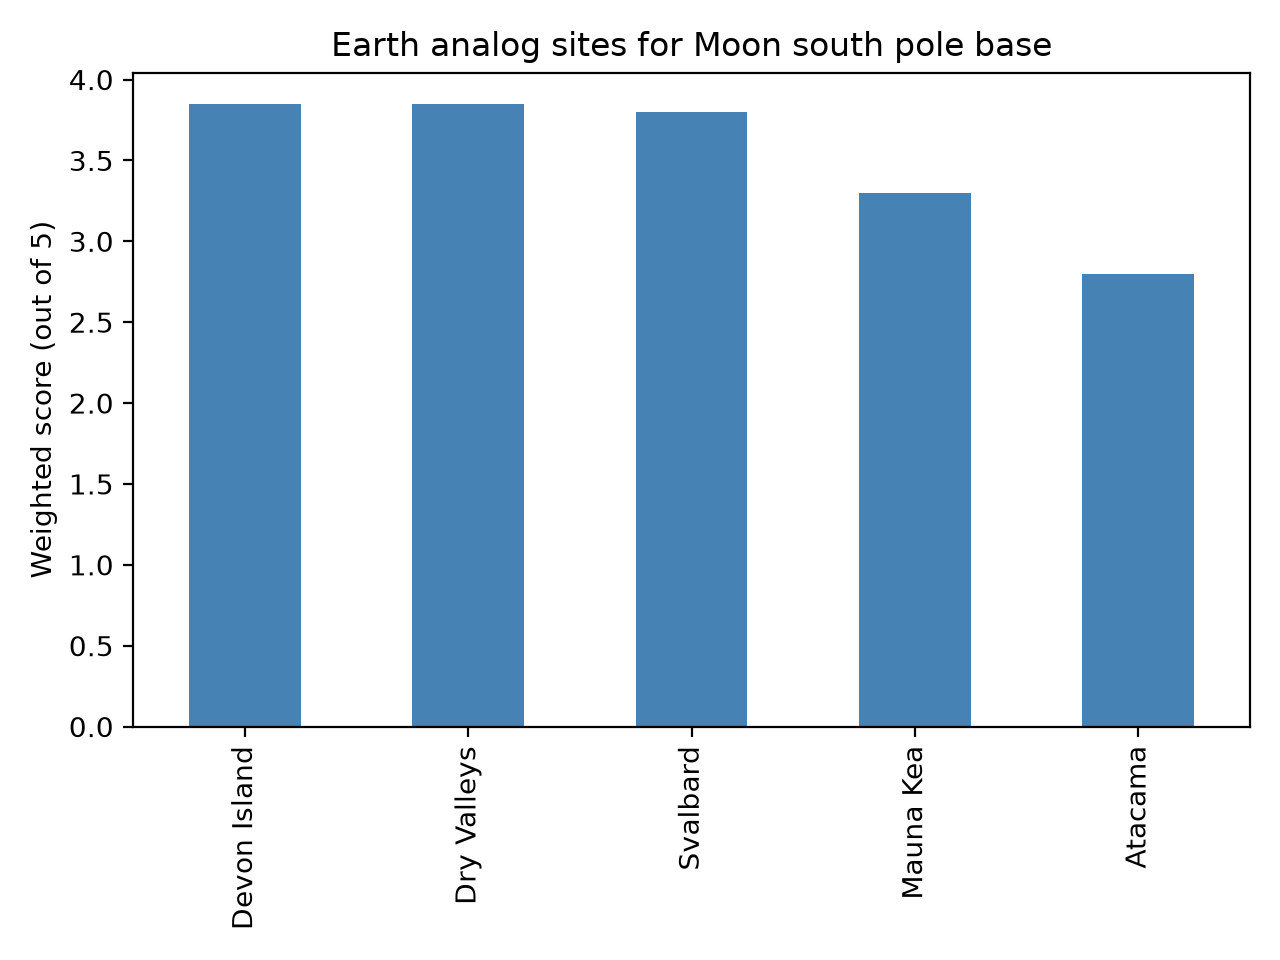 Earth analog sites for Moon south pole base
Weighted score (out of 5)
4.0
3.5
3.0
2.5
2.0
1.5
1.0
0.5
0.0
Devon Island
Dry Valleys
Svalbard
Mauna Kea
Atacama